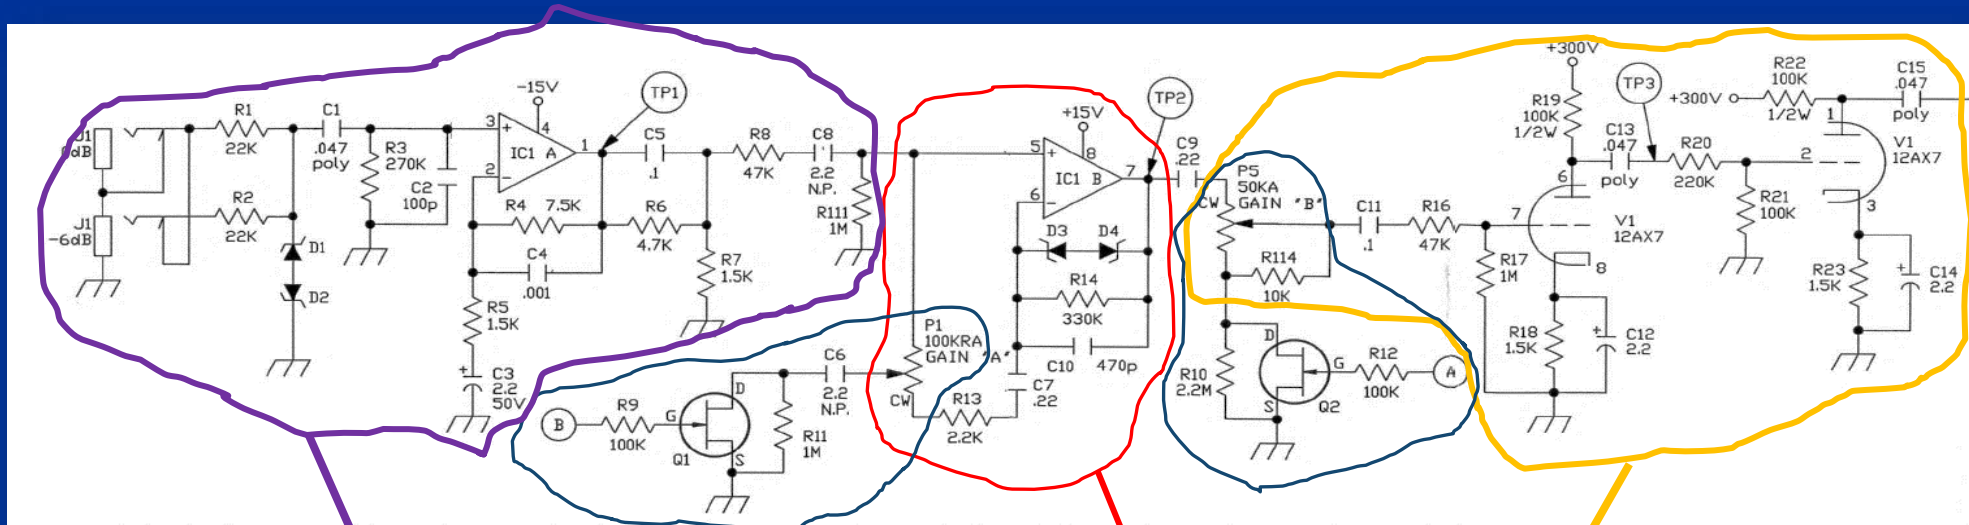 J1
0dB
J1
-6dB
R1
22K
R2
22K
C1
.047
poly
D1
D2
R3
270K
C2
100p
-15V
3
+
4
IC1 A
1
2
-
TP1
R4 7.5K
C4
.001
R5
1.5K
+
C3
2.2
50V
C5
.1
R6
4.7K
R7
1.5K
R8
47K
C8
2.2
N.P.
R111
1M
B
R9
100K
G
D
S
Q1
R11
1M
C6
2.2
N.P.
P1
100KRA
GAIN "A"
CW
R13
2.2K
C7
.22
+15V
5
+
8
IC1 B
7
6
-
TP2
D3
D4
R14
330K
C10
470p
C9
.22
P5
50KA
GAIN "B"
CW
R114
10K
R10
2.2M
D
G
S
Q2
R12
100K
A
C11
.1
R16
47K
R17
1M
+300V
R19
100K
1/2W
6
7
8
V1
12AX7
R18
1.5K
+
C12
2.2
C13
.047
poly
TP3
R20
220K
R21
100K
+300V
R22
100K
1/2W
1
2
3
V1
12AX7
C15
.047
poly
R23
1.5K
+
C14
2.2